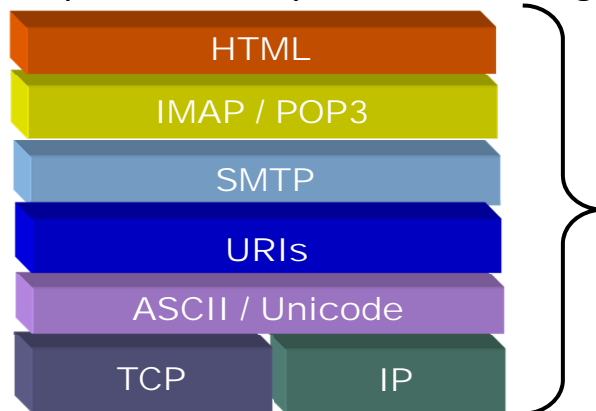 HTML
IMAP / POP3
SMTP
URIs
ASCII / Unicode
TCP
IP